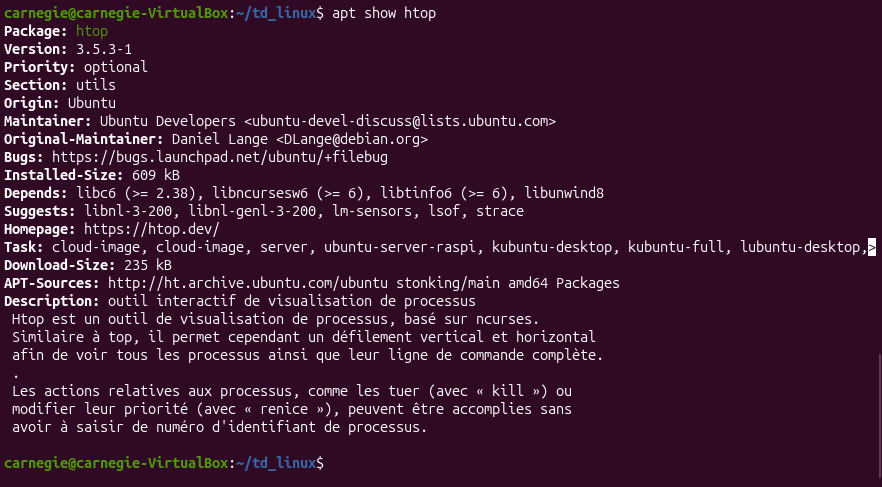 carnegie@carnegie-VirtualBox:~/td_linux$ apt show htop
Package: htop
Version: 3.5.3-1
Priority: optional
Section: utils
Origin: Ubuntu
Maintainer: Ubuntu Developers <ubuntu-devel-discuss@lists.ubuntu.com>
Original-Maintainer: Daniel Lange <DLange@debian.org>
Bugs: https://bugs.launchpad.net/ubuntu/+filebug
Installed-Size: 609 kB
Depends: libc6 (>= 2.38), libncursesw6 (>= 6), libtinfo6 (>= 6), libunwind8
Suggests: libnl-3-200, libnl-genl-3-200, lm-sensors, lsof, strace
Homepage: https://htop.dev/
Task: cloud-image, cloud-image, server, ubuntu-server-raspi, kubuntu-desktop, kubuntu-full, lubuntu-desktop,>
Download-Size: 235 kB
APT-Sources: http://ht.archive.ubuntu.com/ubuntu stonking/main amd64 Packages
Description: outil interactif de visualisation de processus
 Htop est un outil de visualisation de processus, basé sur ncurses.
 Similaire à top, il permet cependant un défilement vertical et horizontal
 afin de voir tous les processus ainsi que leur ligne de commande complète.
 .
 Les actions relatives aux processus, comme les tuer (avec « kill ») ou
 modifier leur priorité (avec « renice »), peuvent être accomplies sans
 avoir à saisir de numéro d'identifiant de processus.
carnegie@carnegie-VirtualBox:~/td_linux$